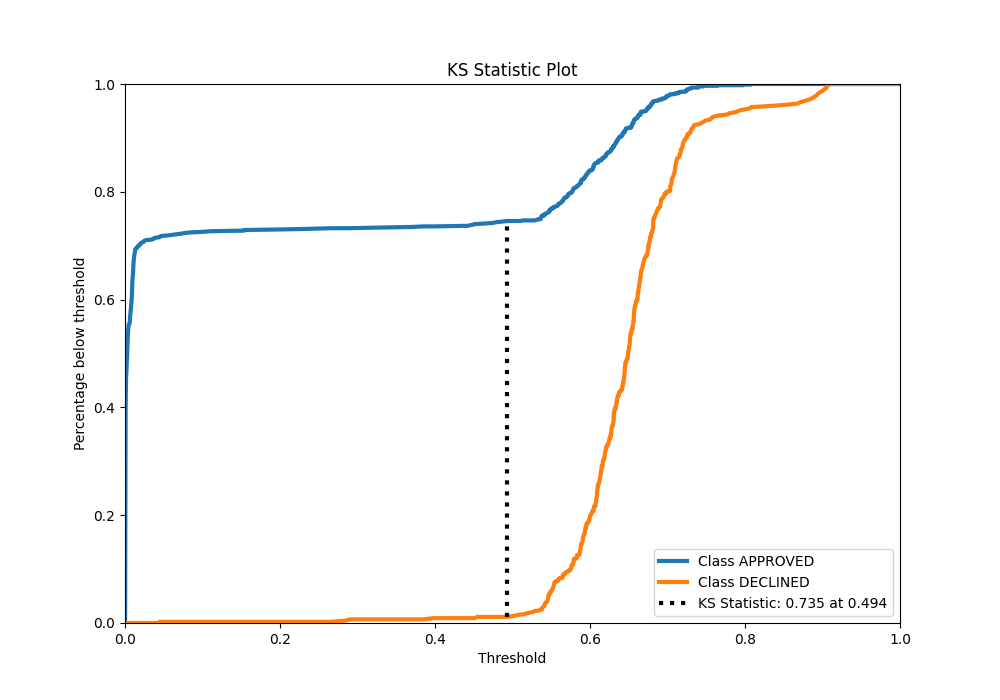 KS Statistic Plot
1.0
0.8
0.6
0.4
0.2
0.0
Percentage below threshold
0.0 0.2 0.4 0.6 0.8 1.0
Threshold
Class APPROVED
Class DECLINED
KS Statistic: 0.735 at 0.494